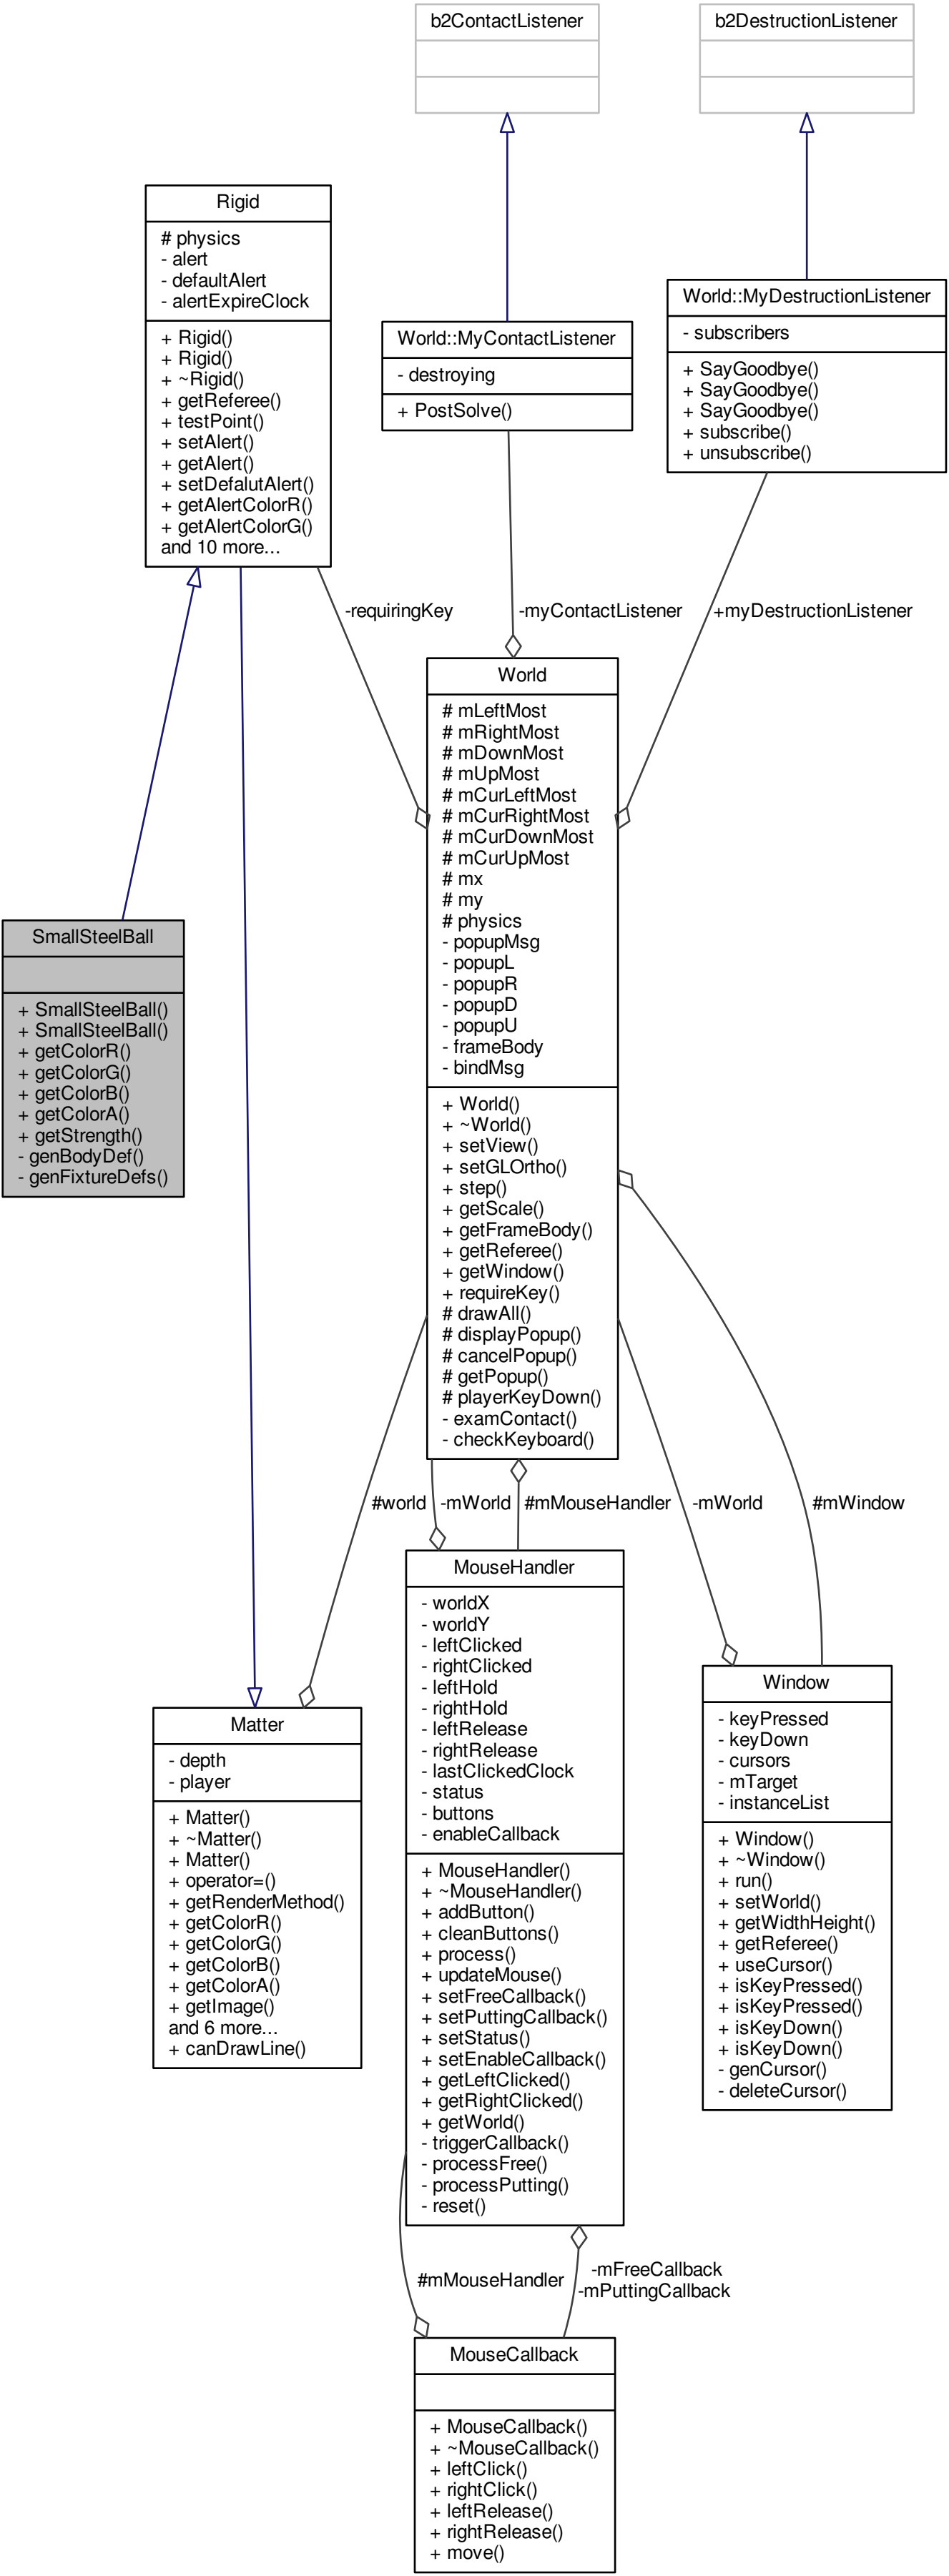 b2ContactListener
b2DestructionListener
Rigid
# physics
- alert
- defaultAlert
- alertExpireClock
+ Rigid()
+ Rigid()
+ ~Rigid()
+ getReferee()
+ testPoint()
+ setAlert()
+ getAlert()
+ setDefalutAlert()
+ getAlertColorR()
+ getAlertColorG()
and 10 more...
World::MyContactListener
- destroying
+ PostSolve()
World::MyDestructionListener
- subscribers
+ SayGoodbye()
+ SayGoodbye()
+ SayGoodbye()
+ subscribe()
+ unsubscribe()
-requiringKey
-myContactListener
+myDestructionListener
World
# mLeftMost
# mRightMost
# mDownMost
# mUpMost
# mCurLeftMost
# mCurRightMost
# mCurDownMost
# mCurUpMost
# mx
# my
# physics
- popupMsg
- popupL
- popupR
- popupD
- popupU
- frameBody
- bindMsg
+ World()
+ ~World()
+ setView()
+ setGLOrtho()
+ step()
+ getScale()
+ getFrameBody()
+ getReferee()
+ getWindow()
+ requireKey()
# drawAll()
# displayPopup()
# cancelPopup()
# getPopup()
# playerKeyDown()
- examContact()
- checkKeyboard()
SmallSteelBall
+ SmallSteelBall()
+ SmallSteelBall()
+ getColorR()
+ getColorG()
+ getColorB()
+ getColorA()
+ getStrength()
- genBodyDef()
- genFixtureDefs()
#world
-mWorld
#mMouseHandler
-mWorld
#mWindow
MouseHandler
- worldX
- worldY
- leftClicked
- rightClicked
- leftHold
- rightHold
- leftRelease
- rightRelease
- lastClickedClock
- status
- buttons
- enableCallback
+ MouseHandler()
+ ~MouseHandler()
+ addButton()
+ cleanButtons()
+ process()
+ updateMouse()
+ setFreeCallback()
+ setPuttingCallback()
+ setStatus()
+ setEnableCallback()
+ getLeftClicked()
+ getRightClicked()
+ getWorld()
- triggerCallback()
- processFree()
- processPutting()
- reset()
Window
- keyPressed
- keyDown
- cursors
- mTarget
- instanceList
+ Window()
+ ~Window()
+ run()
+ setWorld()
+ getWidthHeight()
+ getReferee()
+ useCursor()
+ isKeyPressed()
+ isKeyPressed()
+ isKeyDown()
+ isKeyDown()
- genCursor()
- deleteCursor()
Matter
- depth
- player
+ Matter()
+ ~Matter()
+ Matter()
+ operator=()
+ getRenderMethod()
+ getColorR()
+ getColorG()
+ getColorB()
+ getColorA()
+ getImage()
and 6 more...
+ canDrawLine()
#mMouseHandler
-mFreeCallback
-mPuttingCallback
MouseCallback
+ MouseCallback()
+ ~MouseCallback()
+ leftClick()
+ rightClick()
+ leftRelease()
+ rightRelease()
+ move()